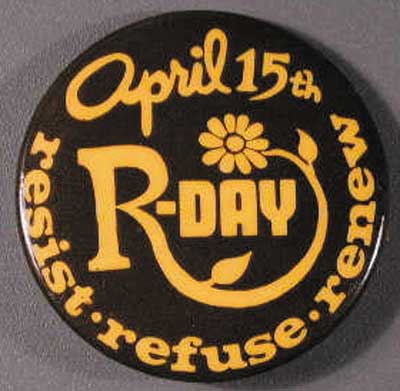 April 15th
R-DAY
resist · refuse · renew